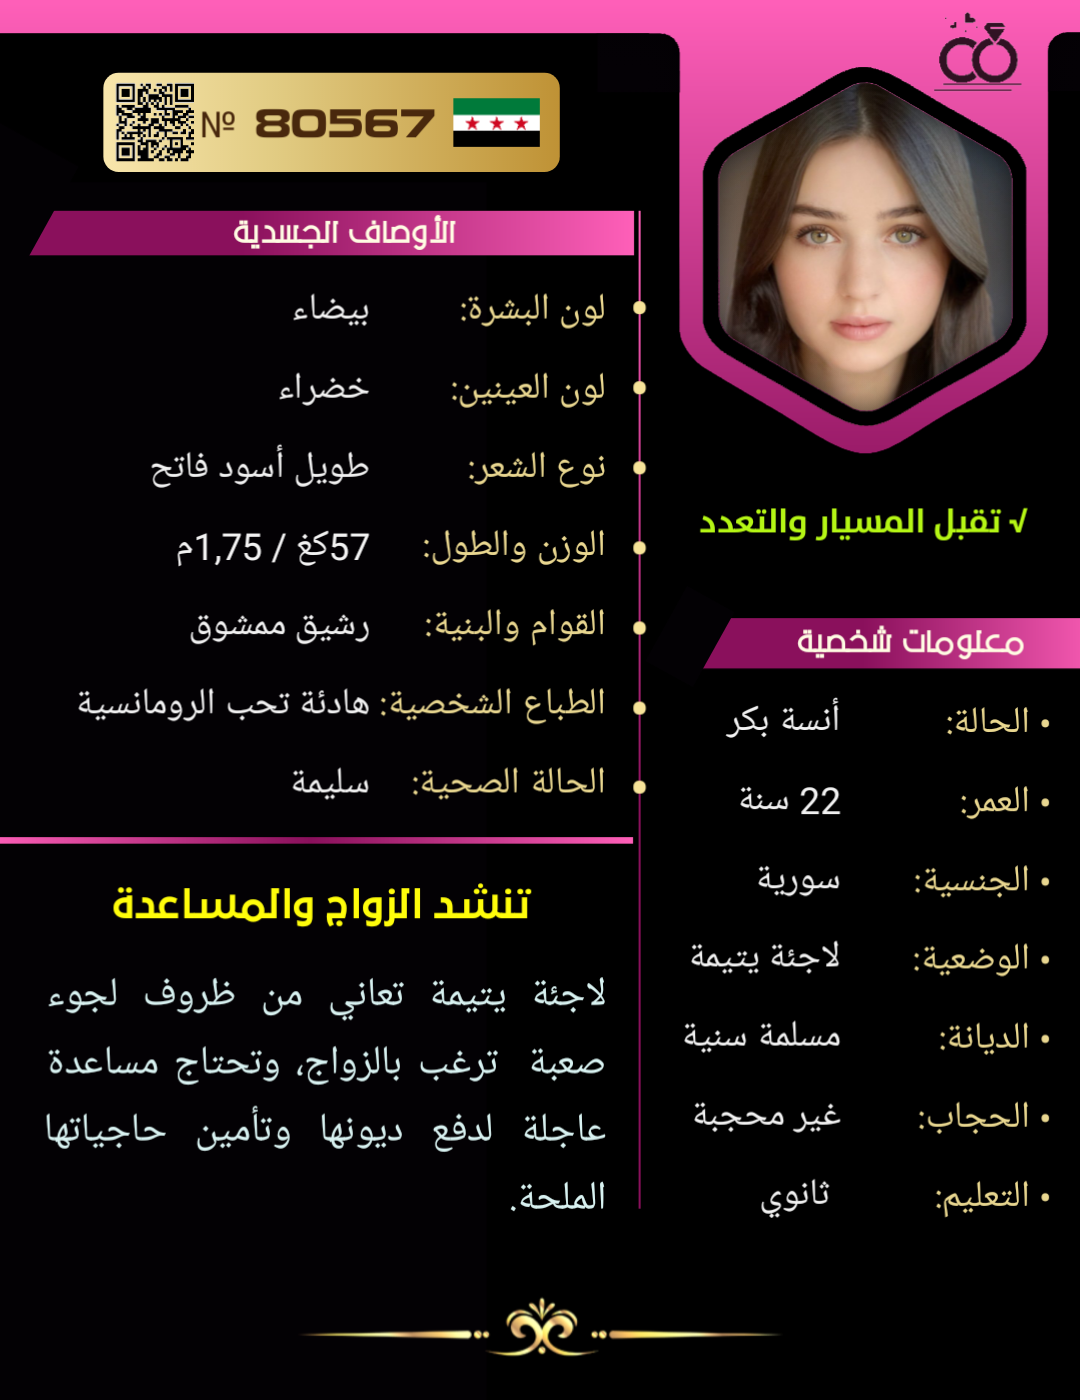 № 80567
الأوصاف الجسدية
لون البشرة: بيضاء
لون العينين: خضراء
نوع الشعر: طويل أسود فاتح
الوزن والطول: 57كغ / 1,75م
القوام والبنية: رشيق ممشوق
الطباع الشخصية: هادئة تحب الرومانسية
الحالة الصحية: سليمة
√ تقبل المسيار والتعدد
معلومات شخصية
• الحالة: أنسة بكر
• العمر: 22 سنة
• الجنسية: سورية
• الوضعية: لاجئة يتيمة
• الديانة: مسلمة سنية
• الحجاب: غير محجبة
• التعليم: ثانوي
تنشد الزواج والمساعدة
لاجئة يتيمة تعاني من ظروف لجوء
صعبة ترغب بالزواج، وتحتاج مساعدة
عاجلة لدفع ديونها وتأمين حاجياتها
الملحة.